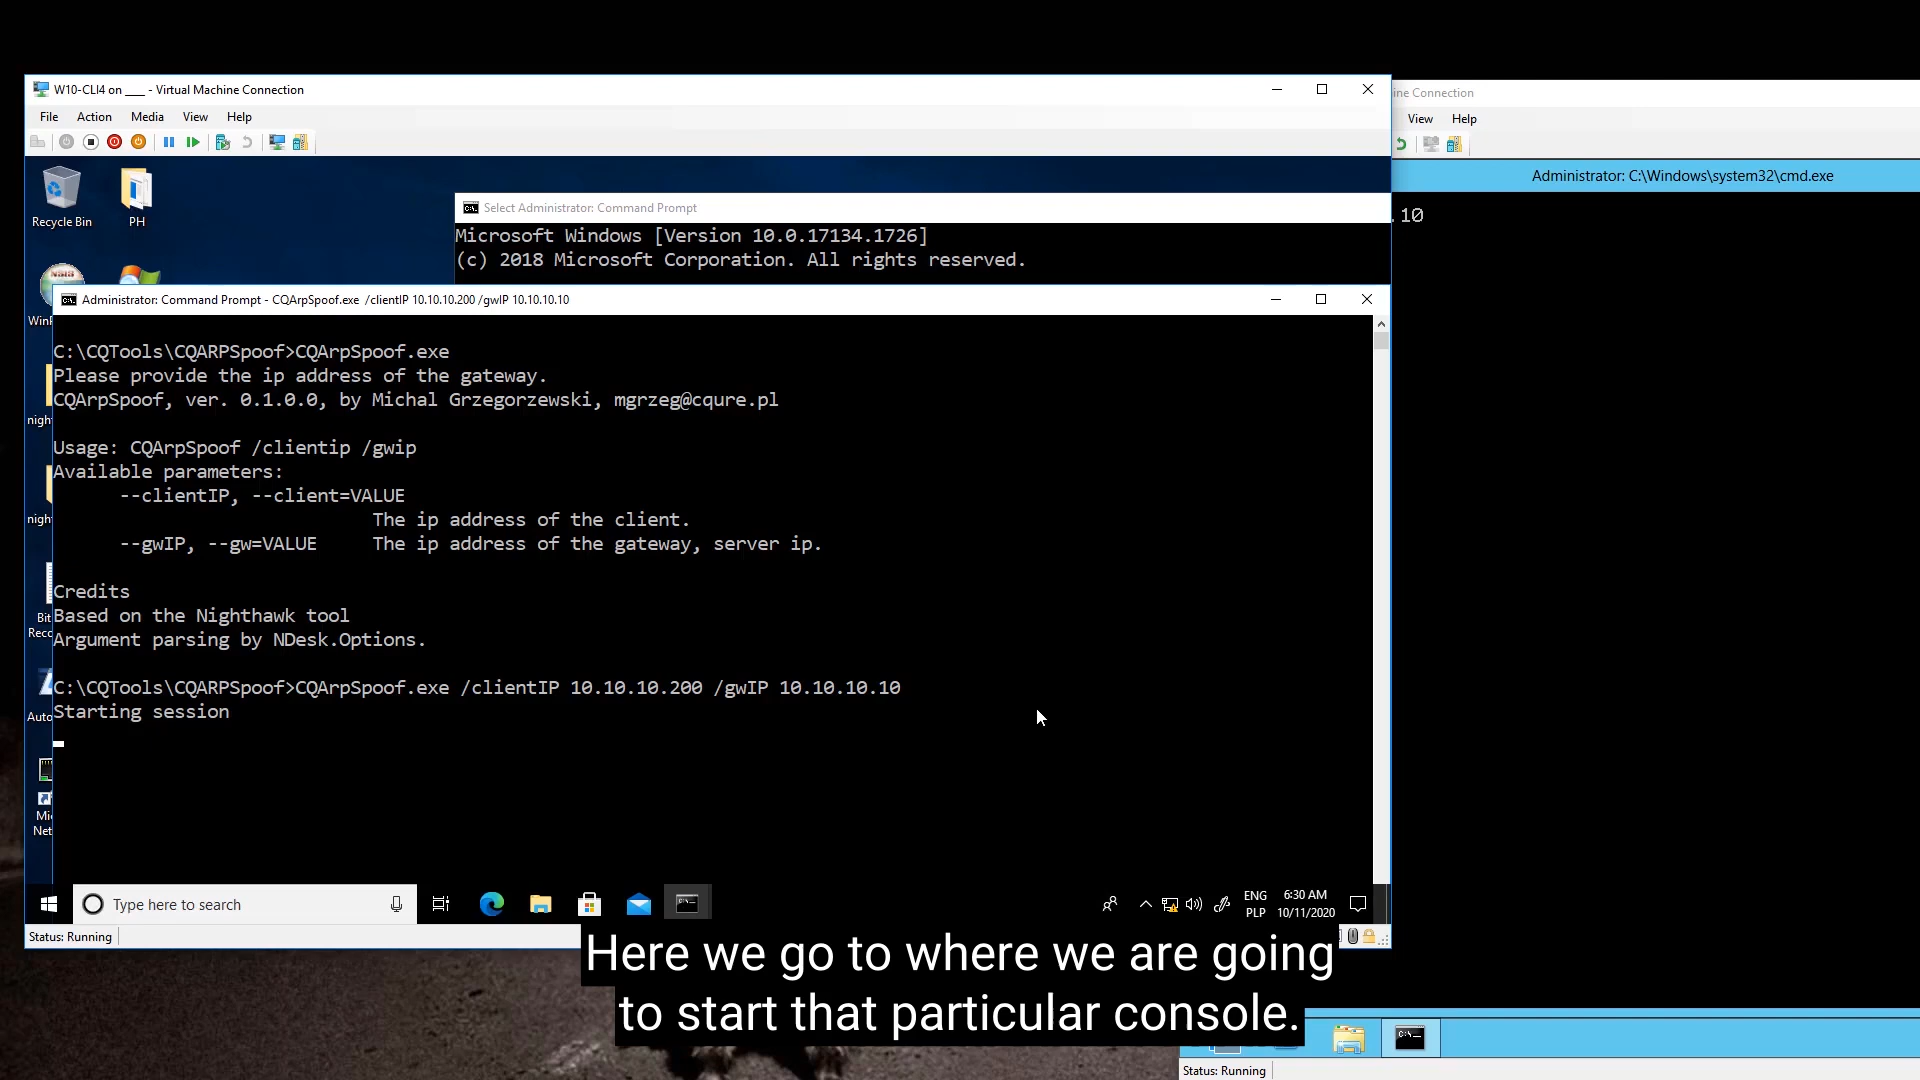 W10-CLI4 on ___ - Virtual Machine Connection
File Action Media View Help
ine Connection
View Help
Administrator: C:\Windows\system32\cmd.exe
.10
Recycle Bin
PH
Select Administrator: Command Prompt
Microsoft Windows [Version 10.0.17134.1726]
(c) 2018 Microsoft Corporation. All rights reserved.
Administrator: Command Prompt - CQArpSpoof.exe /clientIP 10.10.10.200 /gwIP 10.10.10.10
C:\CQTools\CQARPSpoof>CQArpSpoof.exe
Please provide the ip address of the gateway.
CQArpSpoof, ver. 0.1.0.0, by Michal Grzegorzewski, mgrzeg@cqure.pl
Usage: CQArpSpoof /clientip /gwip
Available parameters:
--clientIP, --client=VALUE
The ip address of the client.
--gwIP, --gw=VALUE The ip address of the gateway, server ip.
Credits
Based on the Nighthawk tool
Argument parsing by NDesk.Options.
C:\CQTools\CQARPSpoof>CQArpSpoof.exe /clientIP 10.10.10.200 /gwIP 10.10.10.10
Starting session
night
night
Bit
Reco
Auto
Mi
Net
Type here to search
ENG
PLP
6:30 AM
10/11/2020
Status: Running
Here we go to where we are going
to start that particular console.
Status: Running